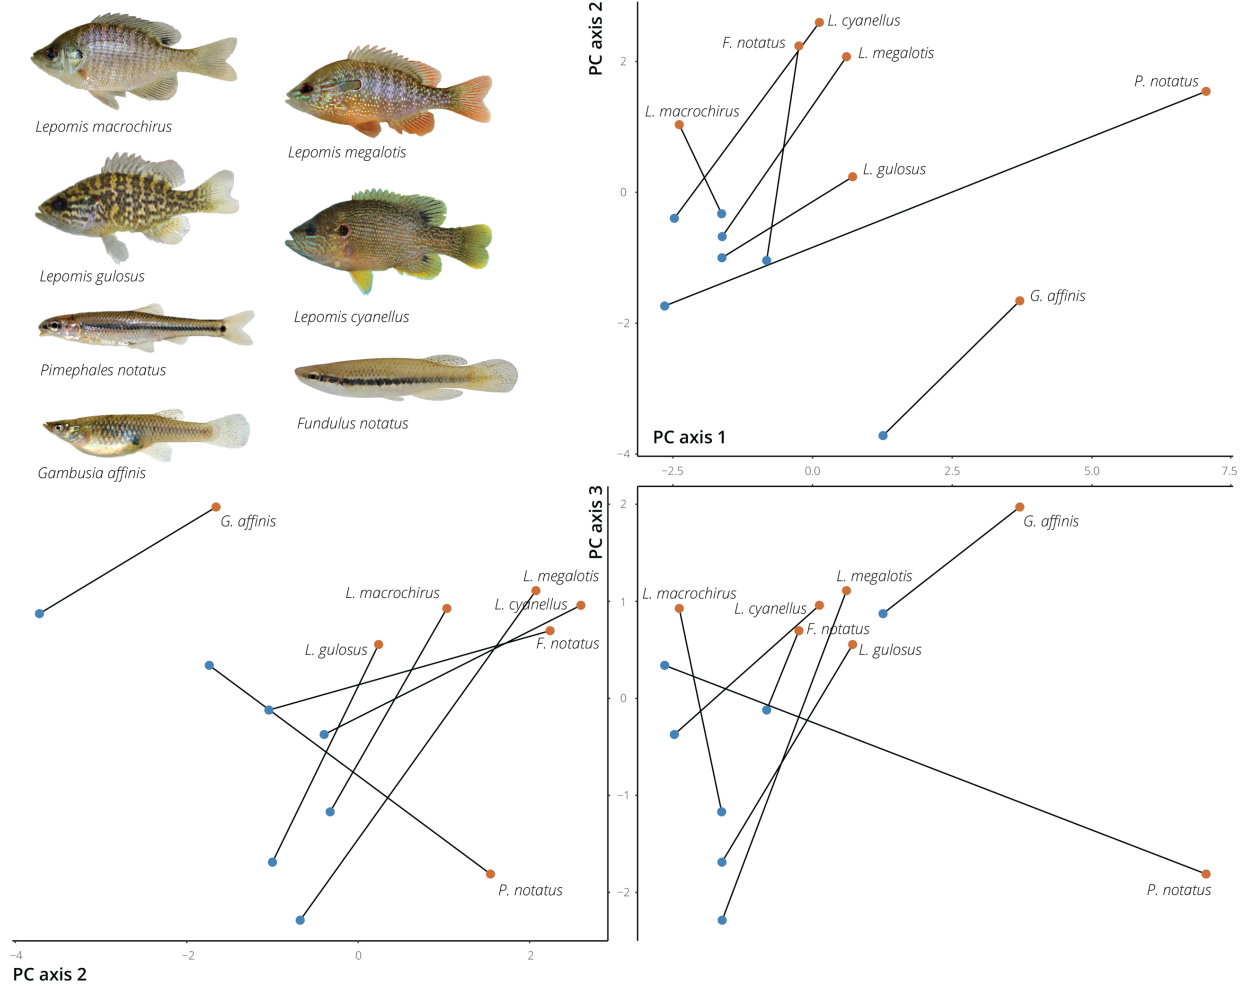 Lepomis macrochirus
Lepomis megalotis
Lepomis gulosus
Lepomis cyanellus
Pimephales notatus
Fundulus notatus
Gambusia affinis
PC axis 2
2
0
−2
−4
L. cyanellus
F. notatus
L. megalotis
P. notatus
L. macrochirus
L. gulosus
G. affinis
PC axis 1
−2.5
0.0
2.5
5.0
7.5
G. affinis
L. megalotis
L. macrochirus
L. cyanellus
F. notatus
L. gulosus
P. notatus
−4
−2
0
2
PC axis 2
PC axis 3
2
1
0
−1
−2
G. affinis
L. megalotis
L. macrochirus
L. cyanellus
F. notatus
L. gulosus
P. notatus